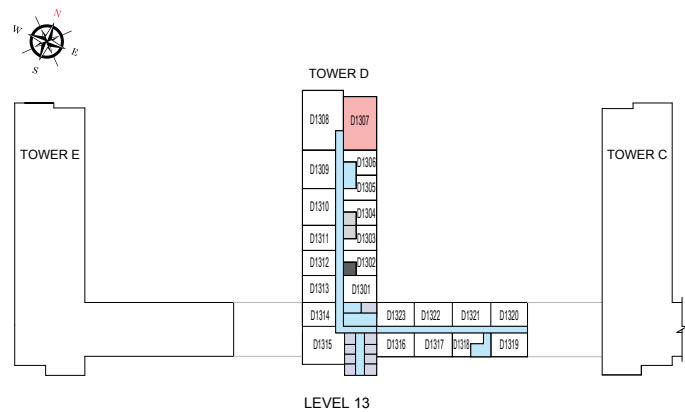 N
W
E
S
TOWER D
D1308
D1307
TOWER E
TOWER C
D1306
D1309
D1305
D1310
D1304
D1311
D1303
D1312
D1302
D1313
D1301
D1314
D1323
D1322
D1321
D1320
D1315
D1316
D1317
D1318
D1319
LEVEL 13